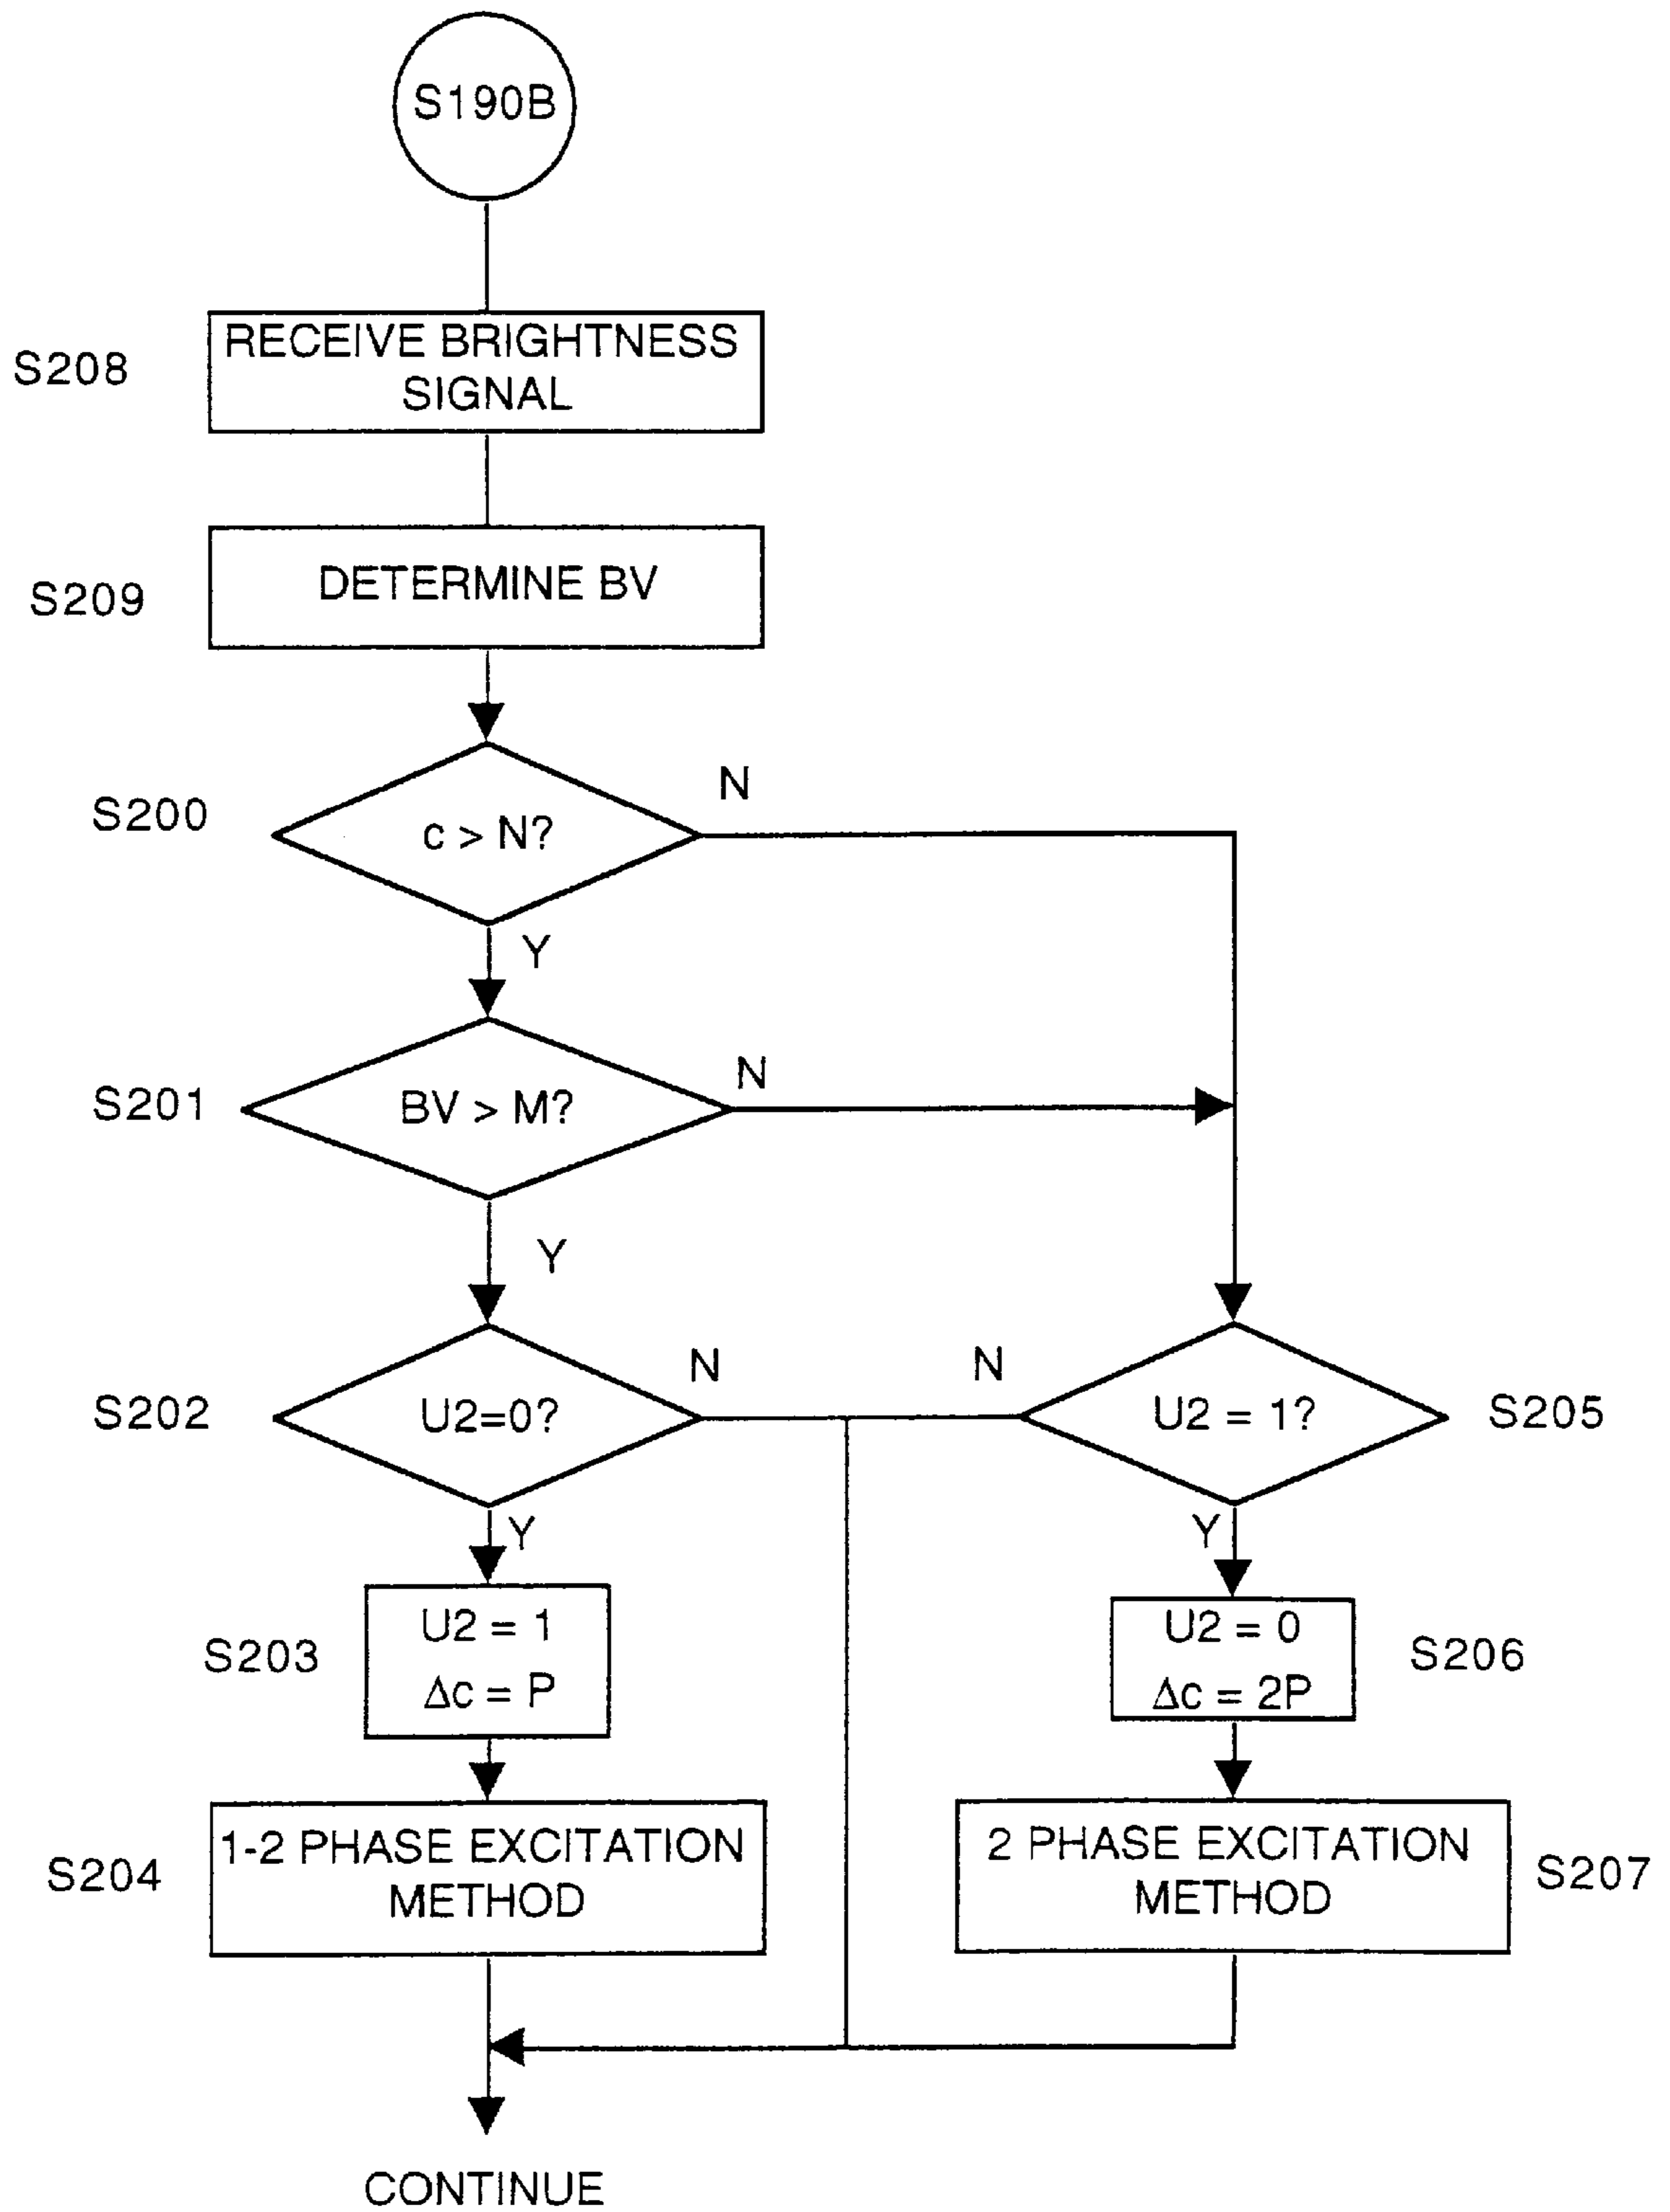 S190B
S208
RECEIVE BRIGHTNESS
SIGNAL
S209
DETERMINE BV
S200
c > N?
N
Y
S201
BV > M?
N
Y
S202
U2=0?
N
N
U2 = 1?
S205
Y
Y
S203
U2 = 1
Δc = P
U2 = 0
Δc = 2P
S206
S204
1-2 PHASE EXCITATION
METHOD
2 PHASE EXCITATION
METHOD
S207
CONTINUE